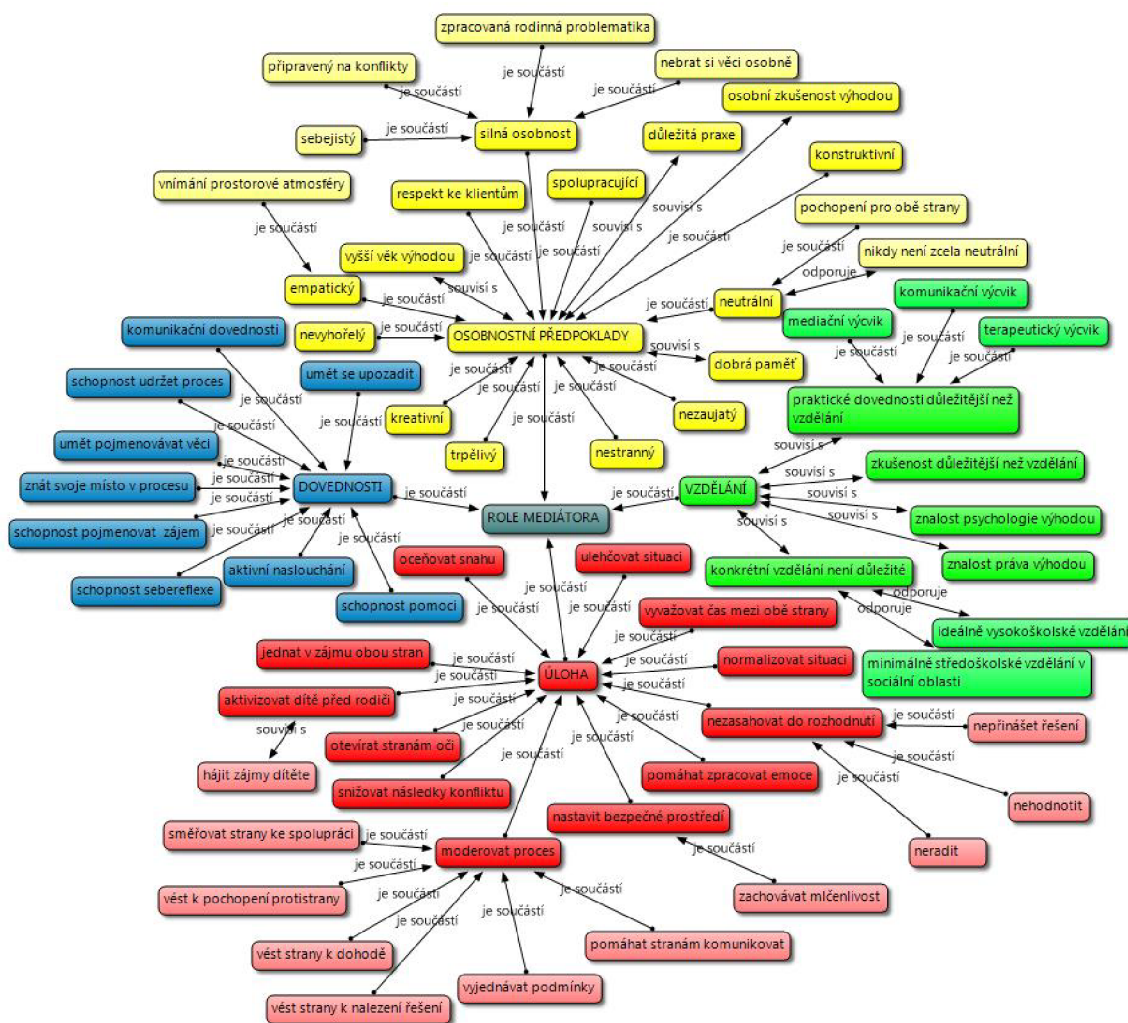 zpracovaná rodinná problematika
připravený na konflikty
je součástí
nebrat si věci osobně
je součástí
je součástí
osobní zkušenost výhodou
sebejistý
je součástí
silná osobnost
důležitá praxe
konstruktivní
vnímání prostorové atmosféry
respekt ke klientům
spolupracující
pochopení pro obě strany
souvisí s
je součástí
je součástí
je součástí
je součástí
souvisí s
je součástí
je součástí
nikdy není zcela neutrální
vyšší věk výhodou
odporuje
empatický
je součástí
souvisí s
je součástí
neutrální
komunikační výcvik
komunikační dovednosti
nevyhořelý
je součástí
OSOBNOSTNÍ PŘEDPOKLADY
mediační výcvik
terapeutický výcvik
souvisí s
je součástí
je součástí
je součástí
umět se upozadit
dobrá paměť
schopnost udržet proces
je součástí
je součástí
je součástí
je součástí
praktické dovednosti důležitější než
vzdělání
je součástí
je součástí
kreativní
nezaujatý
umět pojmenovávat věci
trpělivý
nestranný
je součástí
souvisí s
zkušenost důležitější než vzdělání
znát svoje místo v procesu
je součástí
DOVEDNOSTI
je součástí
je součástí
VZDĚLÁNÍ
souvisí s
je součástí
souvisí s
znalost psychologie výhodou
schopnost pojmenovat zájem
je součástí
je součástí
je součástí
ROLE MEDIÁTORA
souvisí s
souvisí s
oceňovat snahu
ulehčovat situaci
znalost práva výhodou
aktivní naslouchání
konkrétní vzdělání není důležité
schopnost sebereflexe
schopnost pomoci
je součástí
je součástí
je součástí
odporuje
odporuje
vyvažovat čas mezi obě strany
ideálně vysokoškolské vzdělání
jednat v zájmu obou stran
je součástí
je součástí
normalizovat situaci
minimálně středoškolské vzdělání v
sociální oblasti
je součástí
ÚLOHA
je součástí
aktivizovat dítě před rodiči
je součástí
je součástí
nezasahovat do rozhodnutí
je součástí
nepřinášet řešení
souvisí s
otevírat stranám oči
je součástí
je součástí
je součástí
je součástí
hájit zájmy dítěte
pomáhat zpracovat emoce
je součástí
snižovat následky konfliktu
je součástí
nehodnotit
nastavit bezpečné prostředí
směřovat strany ke spolupráci
je součástí
moderovat proces
neradit
je součástí
je součástí
vést k pochopení protistrany
je součástí
zachovávat mlčenlivost
je součástí
je součástí
je součástí
pomáhat stranám komunikovat
vést strany k dohodě
vyjednávat podmínky
vést strany k nalezení řešení